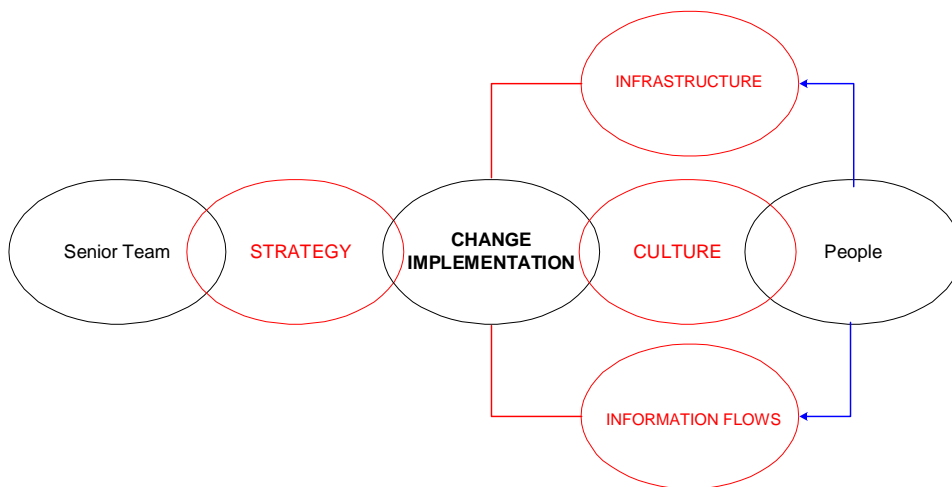 INFRASTRUCTURE
Senior Team
STRATEGY
CHANGE
IMPLEMENTATION
CULTURE
People
INFORMATION FLOWS